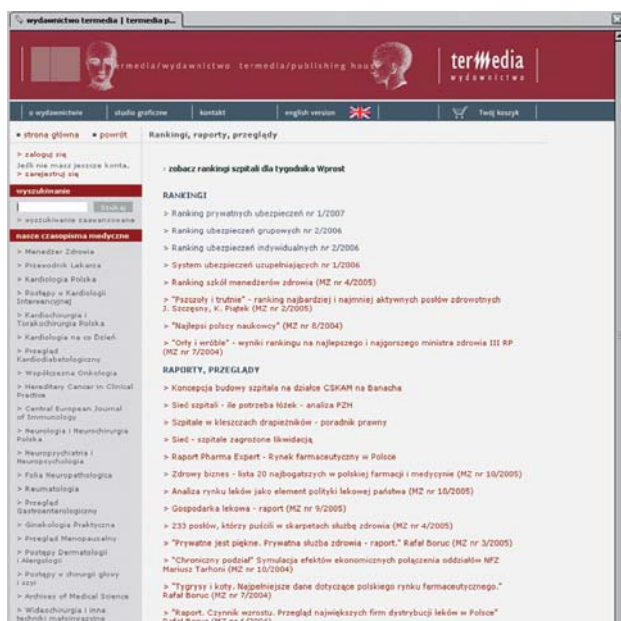 wydawnictwo termedia | termedia p...
termedia/wydawnictwo termedia/publishing house
termedia
wydawnictwo
o wydawnictwie
studio graficzne
kontakt
english version
Twój koszyk
strona główna
powrót
Rankingi, raporty, przeglądy
> zaloguj się
Jeśli nie masz jeszcze konta,
> zarejestruj się
wyszukiwanie
Szukaj
> wyszukiwanie zaawansowane
nasze czasopisma medyczne
> Menedżer Zdrowia
> Przewodnik Lekarza
> Kardiologia Polska
> Postępy w Kardiologii
Interwencyjnej
> Kardiochirurgia i
Torakochirurgia Polska
> Kardiologia na co Dzień
> Przegląd
Kardiodiabetologiczny
> Współczesna Onkologia
> Hereditary Cancer in Clinical
Practice
> Central European Journal
of Immunology
> Neurologia i Neurochirurgia
Polska
> Neuropsychiatria i
Neuropsychologia
> Folia Neuropathologica
> Reumatologia
> Przegląd
Gastroenterologiczny
> Ginekologia Praktyczna
> Przegląd Menopauzalny
> Postępy Dermatologii
i Alergologii
> Postępy w chirurgii głowy
i szyi
> Archives of Medical Science
> Wideochirurgia i inne
techniki małoinwazyjne
> zobacz rankingi szpitali dla tygodnika Wprost
RANKINGI
> Ranking prywatnych ubezpieczeń nr 1/2007
> Ranking ubezpieczeń grupowych nr 2/2006
> Ranking ubezpieczeń indywidualnych nr 2/2006
> System ubezpieczeń uzupełniających nr 1/2006
> Ranking szkół menedżerów zdrowia (MZ nr 4/2005)
> "Pszczoły i trutnie" - ranking najbardziej i najmniej aktywnych posłów zdrowotnych
J. Szczęsny, K. Piątek (MZ nr 2/2005)
> "Najlepsi polscy naukowcy" (MZ nr 8/2004)
> "Orły i wróble" - wyniki rankingu na najlepszego i najgorszego ministra zdrowia III RP
(MZ nr 7/2004)
RAPORTY, PRZEGLĄDY
> Koncepcja budowy szpitala na działce CSKAM na Banacha
> Sieć szpitali - ile potrzeba łóżek - analiza PZH
> Szpitale w kleszczach drapieżników - poradnik prawny
> Sieć - szpitale zagrożone likwidacją
> Raport Pharma Expert - Rynek farmaceutyczny w Polsce
> Zdrowy biznes - lista 20 najbogatszych w polskiej farmacji i medycynie (MZ nr 10/2005)
> Analiza rynku leków jako element polityki lekowej państwa (MZ nr 10/2005)
> Gospodarka lekowa - raport (MZ nr 9/2005)
> 233 posłów, którzy puścili w skarpetach służbę zdrowia (MZ nr 4/2005)
> "Prywatne jest piękne. Prywatna służba zdrowia - raport." Rafał Boruc (MZ nr 3/2005)
> "Chroniczny podział" Symulacja efektów ekonomicznych połączenia oddziałów NFZ
Mariusz Tarhoni (MZ nr 10/2004)
> "Tygrysy i koty. Najpełniejsze dane dotyczące polskiego rynku farmaceutycznego."
Rafał Boruc (MZ nr 7/2004)
> "Raport. Czynnik wzrostu. Przegląd największych firm dystrybucji leków w Polsce"